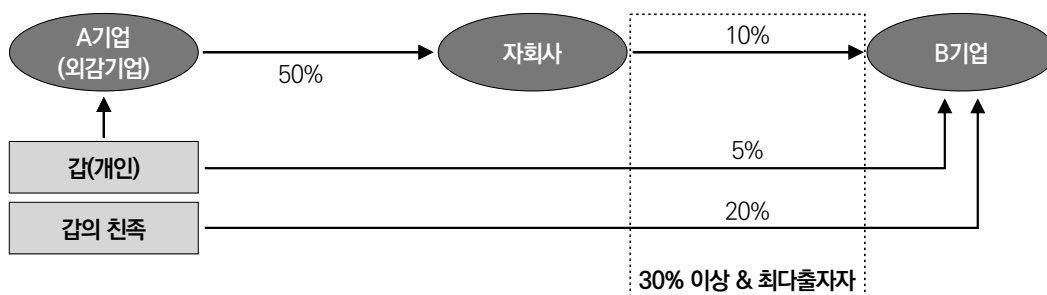 A기업
(외감기업)
50%
자회사
10%
B기업
갑(개인)
5%
갑의 친족
20%
30% 이상 & 최다출자자